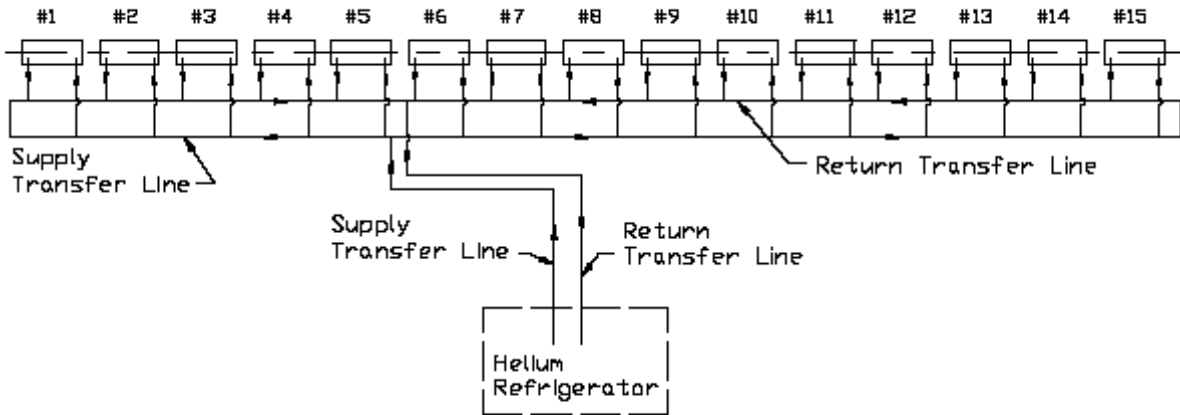 #1 #2 #3 #4 #5 #6 #7 #8 #9 #10 #11 #12 #13 #14 #15
Supply
Transfer Line
Return Transfer Line
Supply
Transfer Line
Return
Transfer Line
Helium
Refrigerator